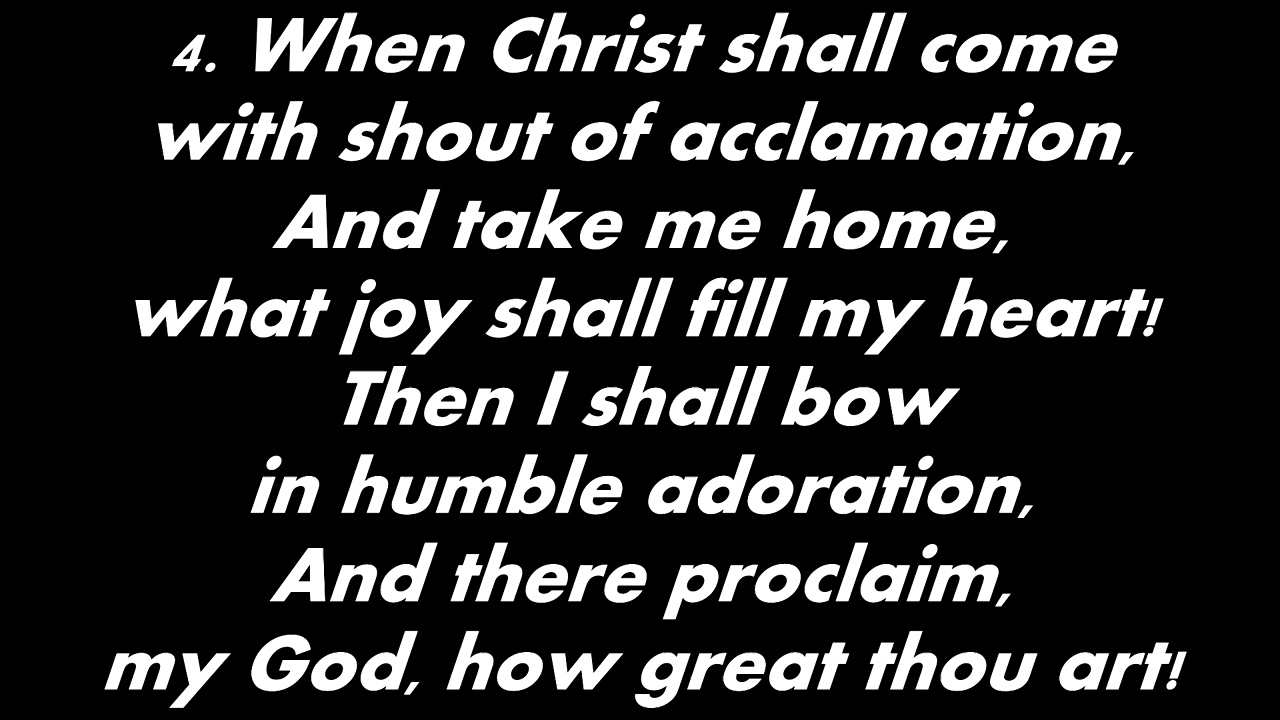 4. When Christ shall come
with shout of acclamation,
And take me home,
what joy shall fill my heart!
Then I shall bow
in humble adoration,
And there proclaim,
my God, how great thou art!